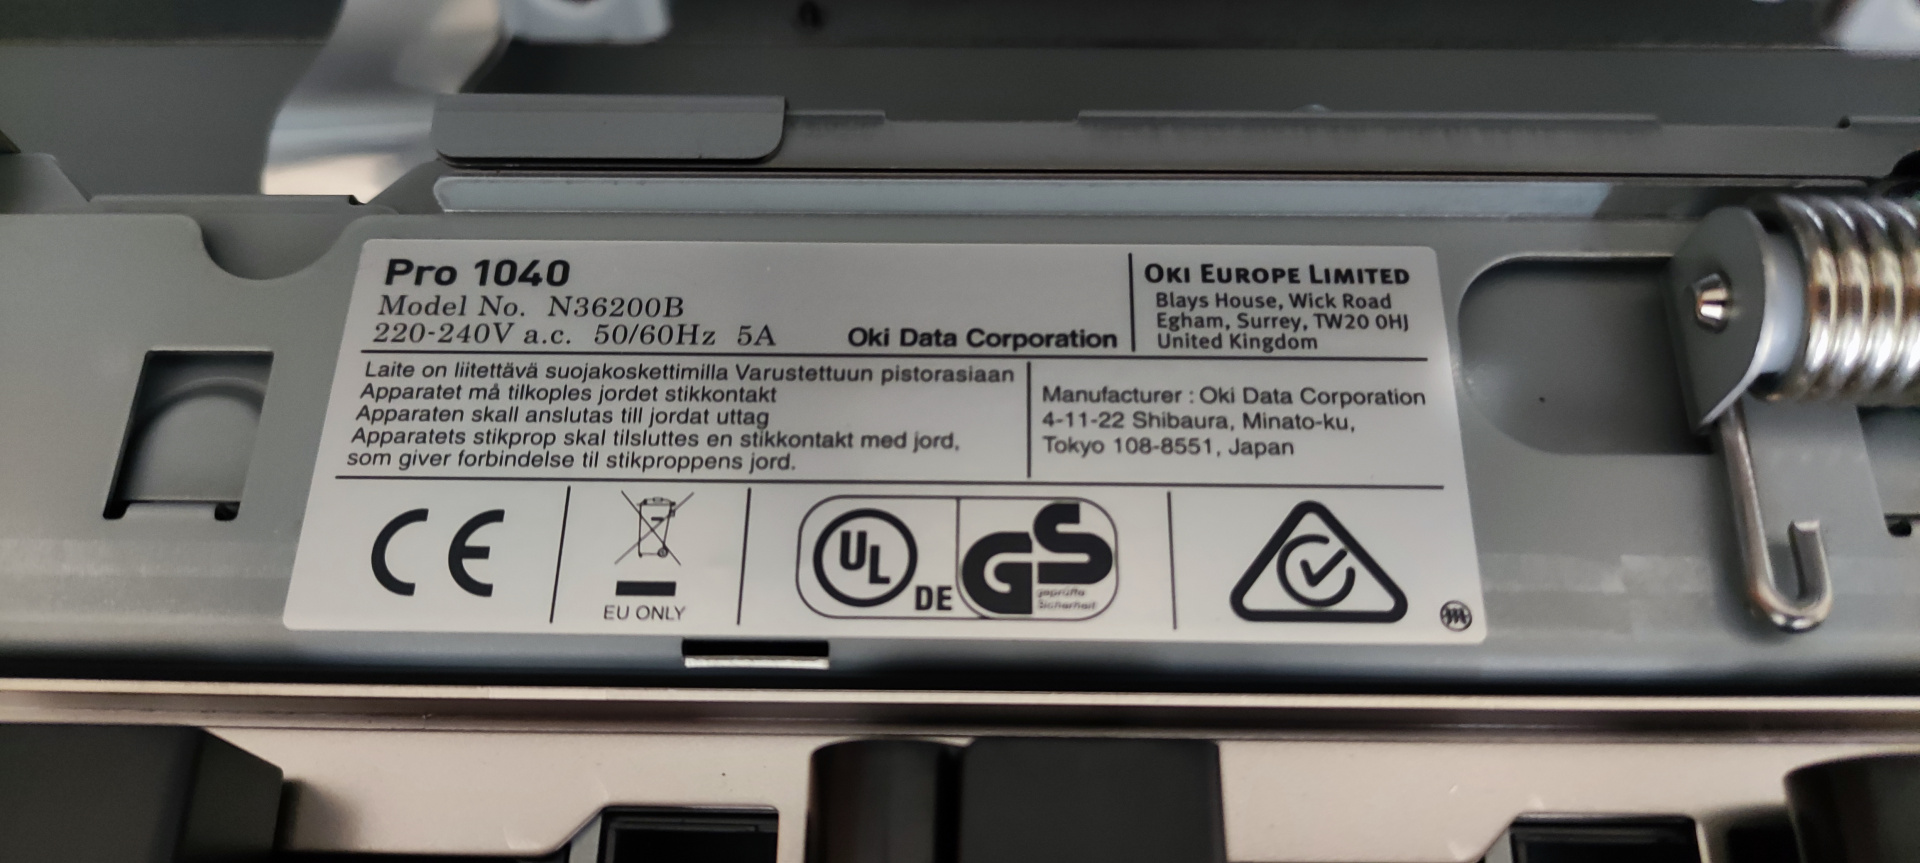 Pro 1040
Model No. N36200B
220-240V a.c. 50/60Hz 5A
Oki Data Corporation
OKI EUROPE LIMITED
Blays House, Wick Road
Egham, Surrey, TW20 0HJ
United Kingdom
Laite on liitettävä suojakoskettimilla Varustettuun pistorasiaan
Apparatet må tilkoples jordet stikkontakt
Apparaten skall anslutas till jordat uttag
Apparatets stikprop skal tilsluttes en stikkontakt med jord,
som giver forbindelse til stikproppens jord.
Manufacturer : Oki Data Corporation
4-11-22 Shibaura, Minato-ku,
Tokyo 108-8551, Japan
CE
EU ONLY
UL
DE
GS
geprüfte
Sicherheit